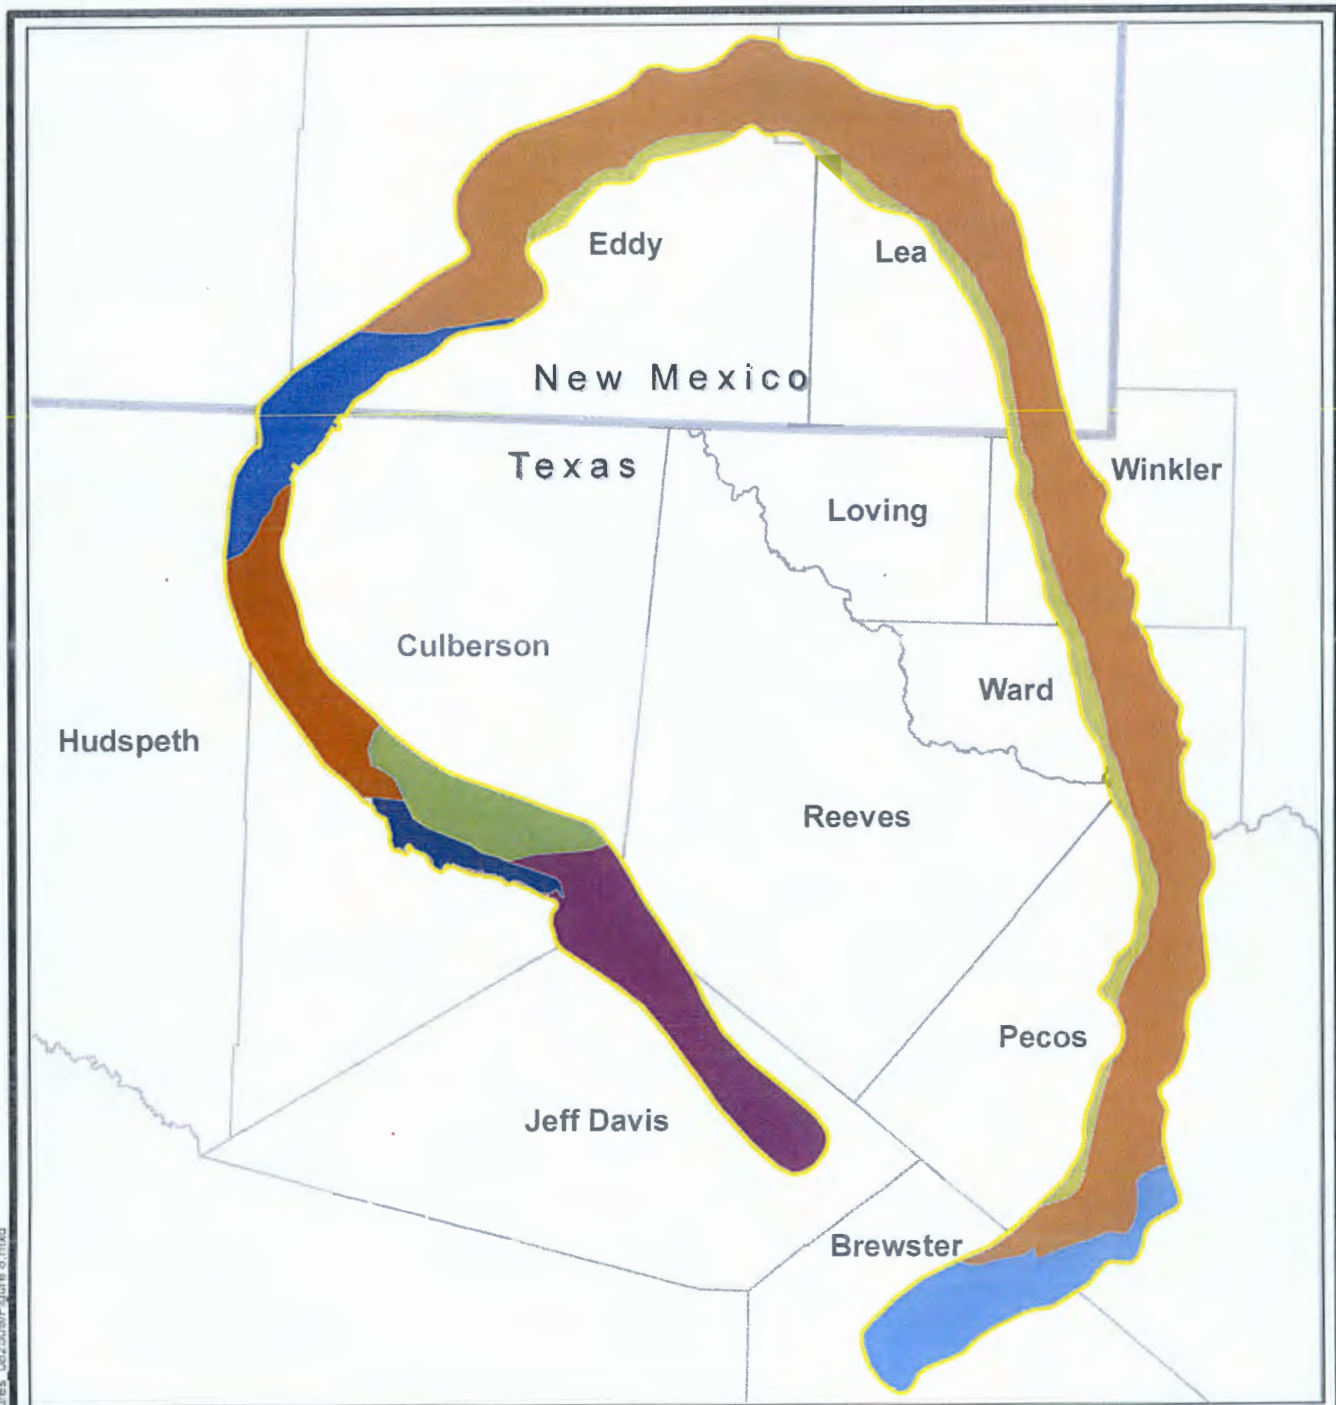 Eddy
Lea
New Mexico
Texas
Winkler
Loving
Culberson
Ward
Hudspeth
Reeves
Pecos
Jeff Davis
Brewster